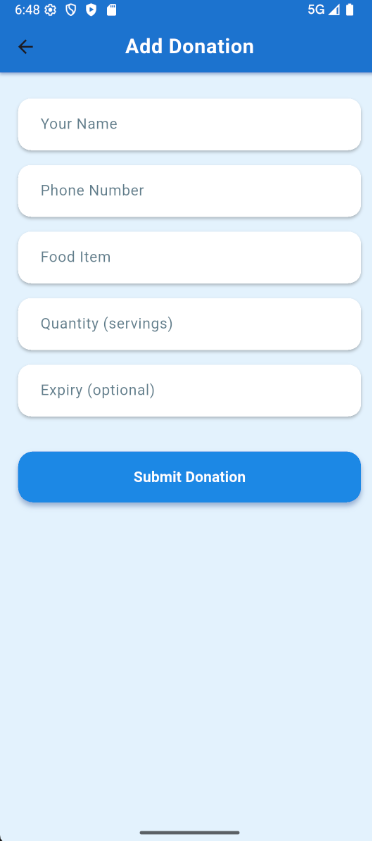 6:48 5G
Add Donation
Your Name
Phone Number
Food Item
Quantity (servings)
Expiry (optional)
Submit Donation